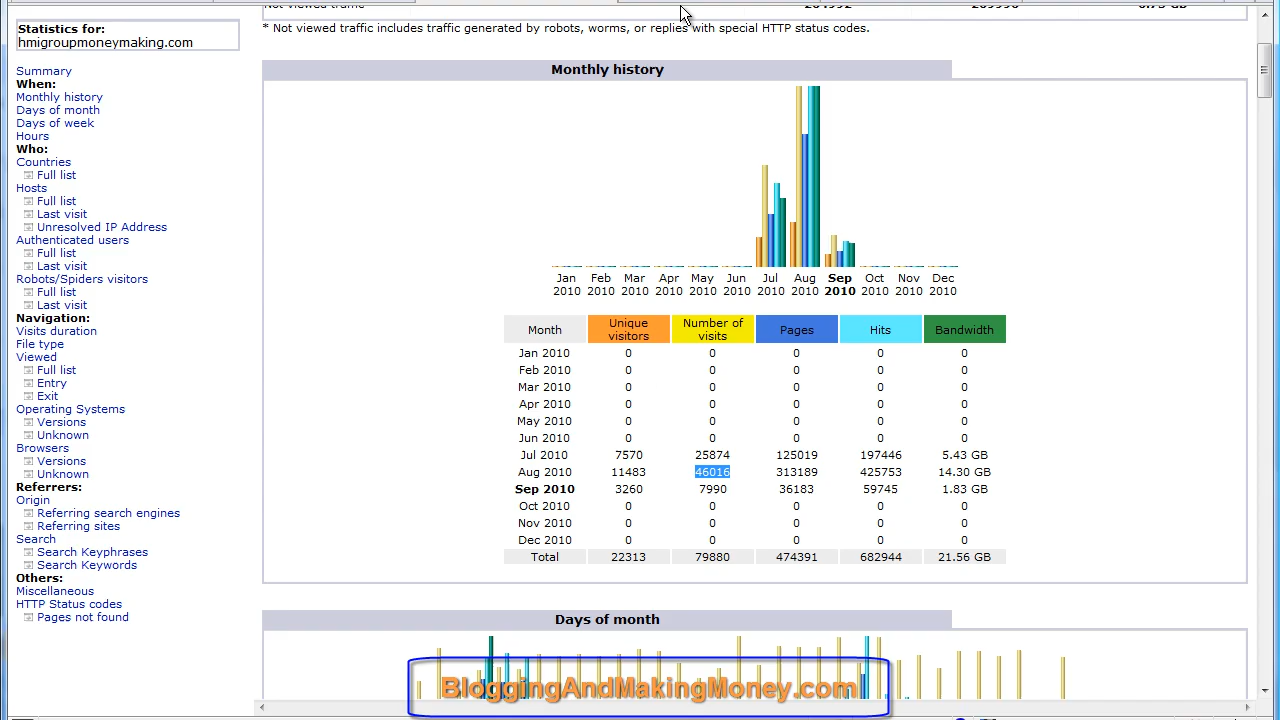 Not viewed traffic 204992 209996 6.73 GB
Statistics for:
hmigroupmoneymaking.com
* Not viewed traffic includes traffic generated by robots, worms, or replies with special HTTP status codes.
Summary
When:
Monthly history
Days of month
Days of week
Hours
Who:
Countries
Full list
Hosts
Full list
Last visit
Unresolved IP Address
Authenticated users
Full list
Last visit
Robots/Spiders visitors
Full list
Last visit
Navigation:
Visits duration
File type
Viewed
Full list
Entry
Exit
Operating Systems
Versions
Unknown
Browsers
Versions
Unknown
Referrers:
Origin
Referring search engines
Referring sites
Search
Search Keyphrases
Search Keywords
Others:
Miscellaneous
HTTP Status codes
Pages not found
Monthly history
Jan Feb Mar Apr May Jun Jul Aug Sep Oct Nov Dec
2010 2010 2010 2010 2010 2010 2010 2010 2010 2010 2010 2010
Month Unique visitors Number of visits Pages Hits Bandwidth
Jan 2010 0 0 0 0 0
Feb 2010 0 0 0 0 0
Mar 2010 0 0 0 0 0
Apr 2010 0 0 0 0 0
May 2010 0 0 0 0 0
Jun 2010 0 0 0 0 0
Jul 2010 7570 25874 125019 197446 5.43 GB
Aug 2010 11483 46016 313189 425753 14.30 GB
Sep 2010 3260 7990 36183 59745 1.83 GB
Oct 2010 0 0 0 0 0
Nov 2010 0 0 0 0 0
Dec 2010 0 0 0 0 0
Total 22313 79880 474391 682944 21.56 GB
Days of month
BloggingAndMakingMoney.com